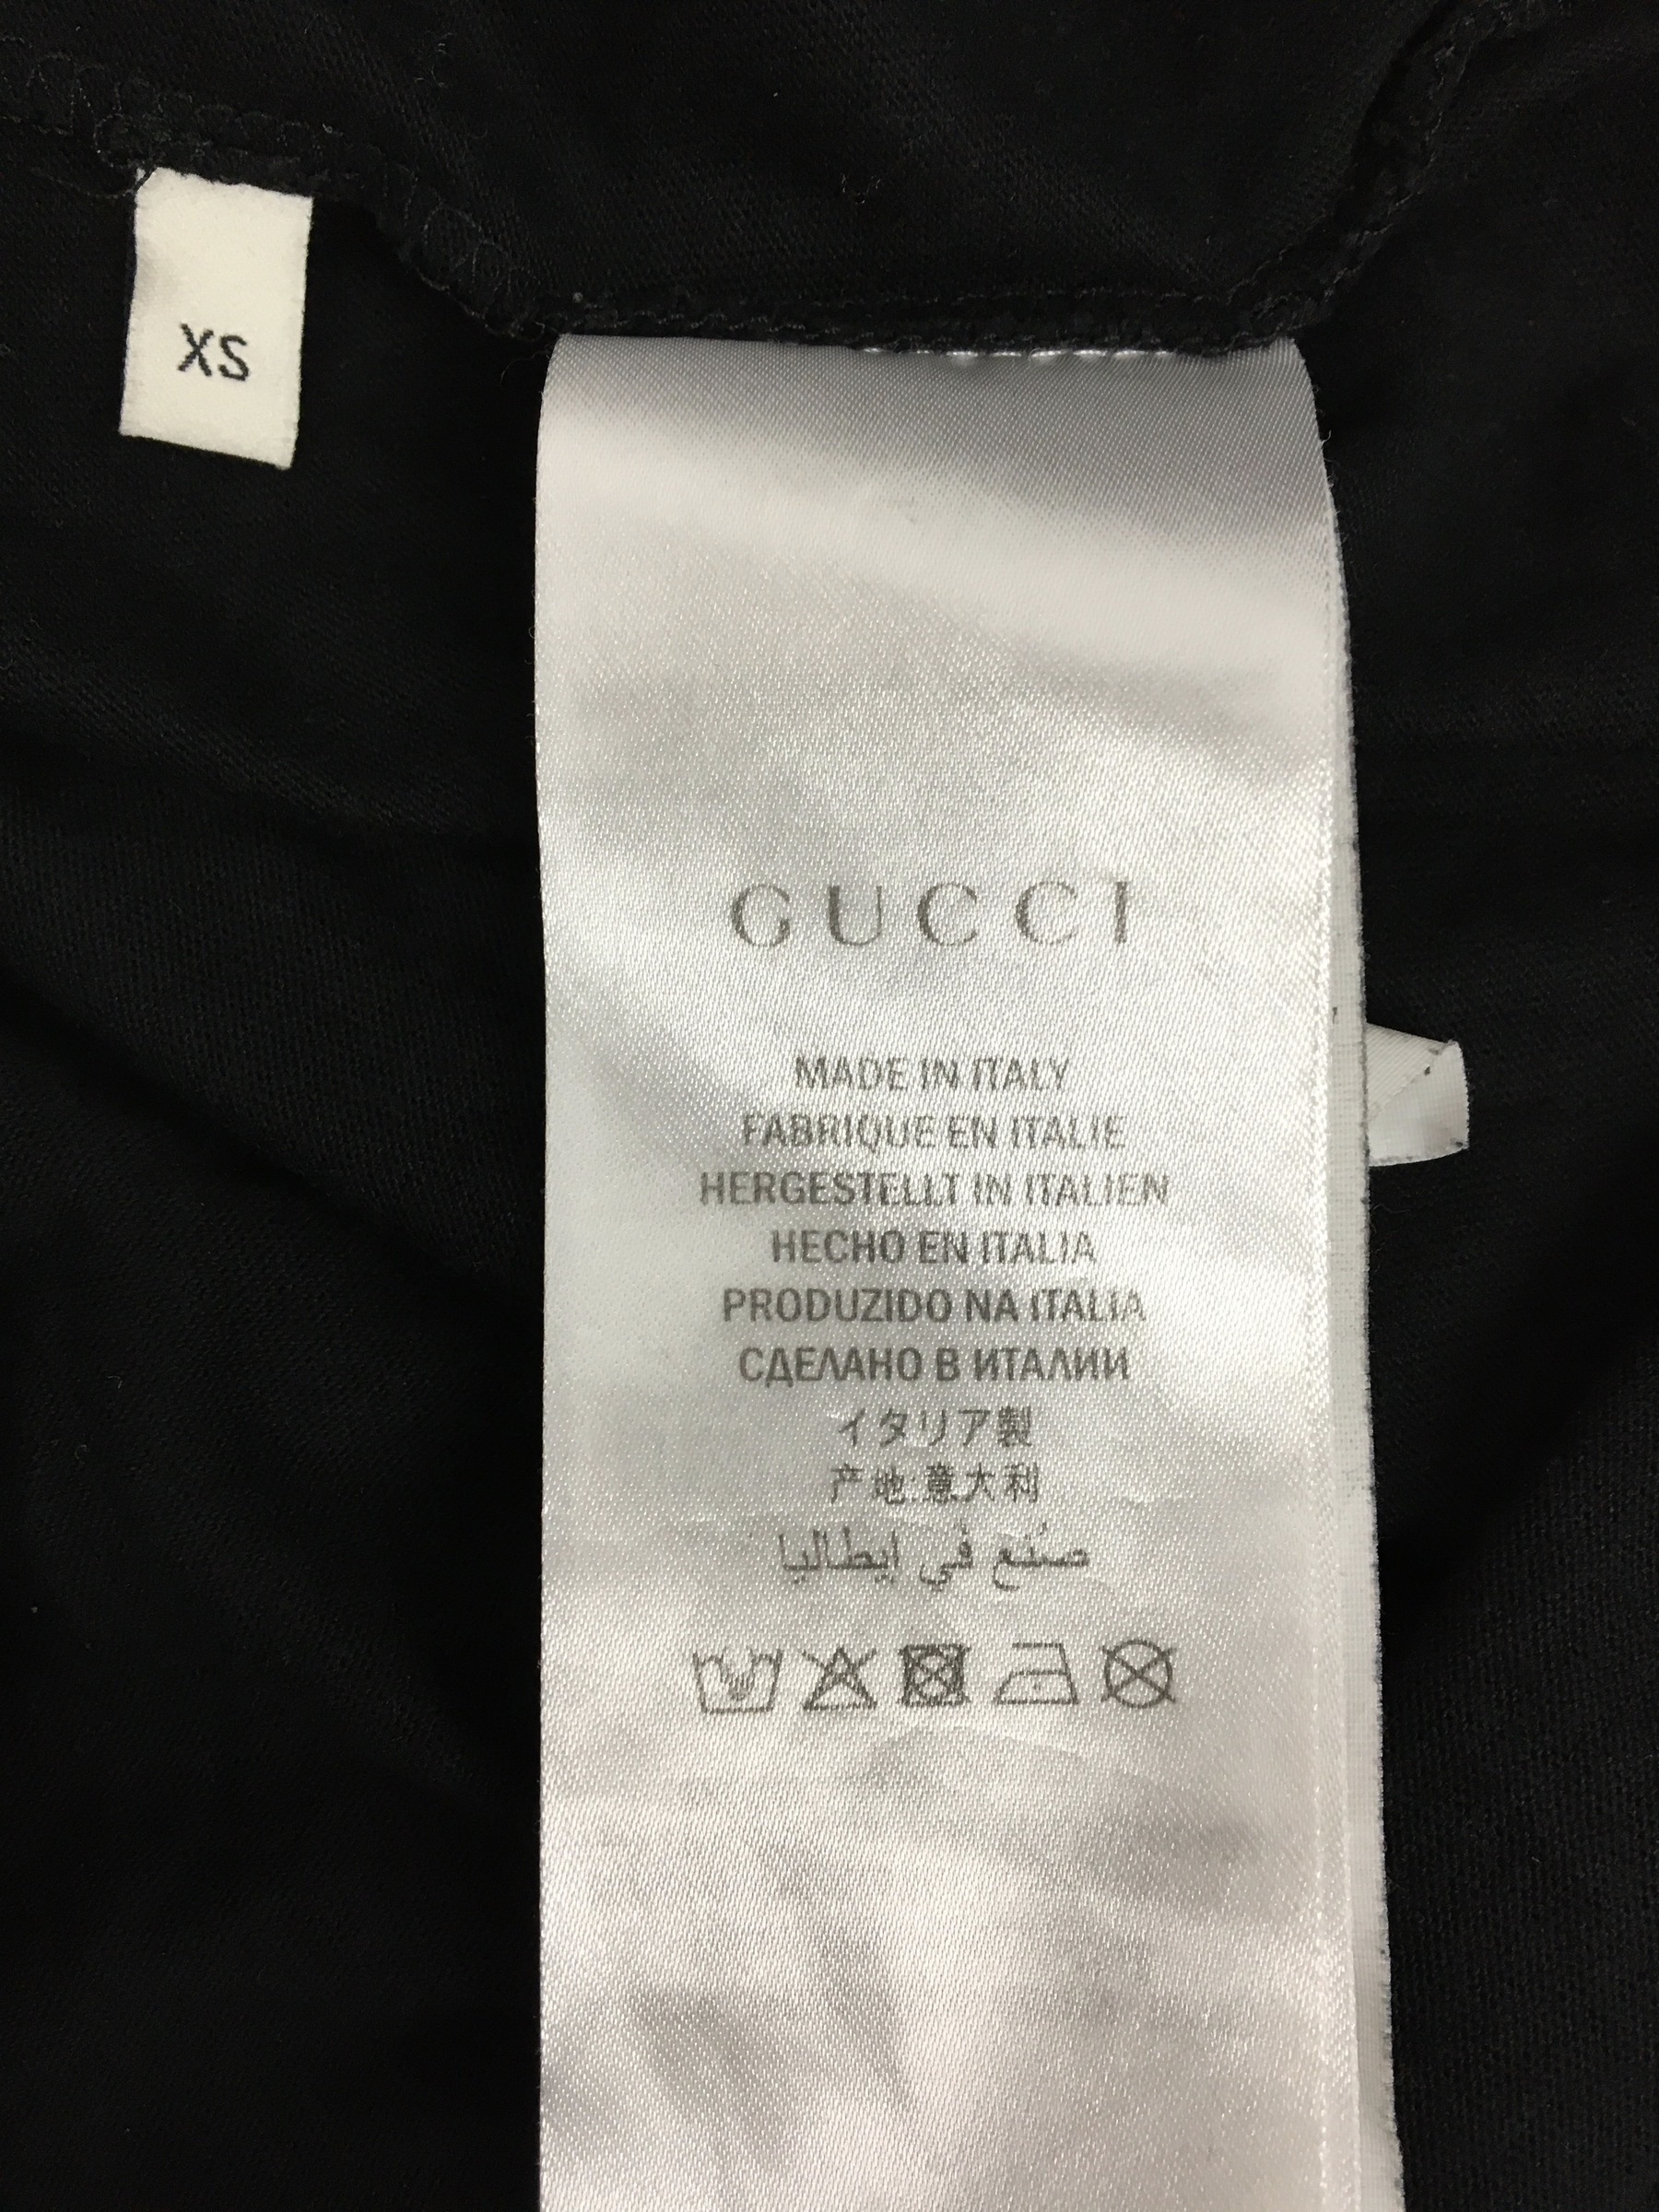 XS
GUCCI
MADE IN ITALY
FABRIQUE EN ITALIE
HERGESTELLT IN ITALIEN
HECHO EN ITALIA
PRODUZIDO NA ITALIA
СДЕЛАНО В ИТАЛИИ
イタリア製
产地:意大利
صُنع في ايطاليا